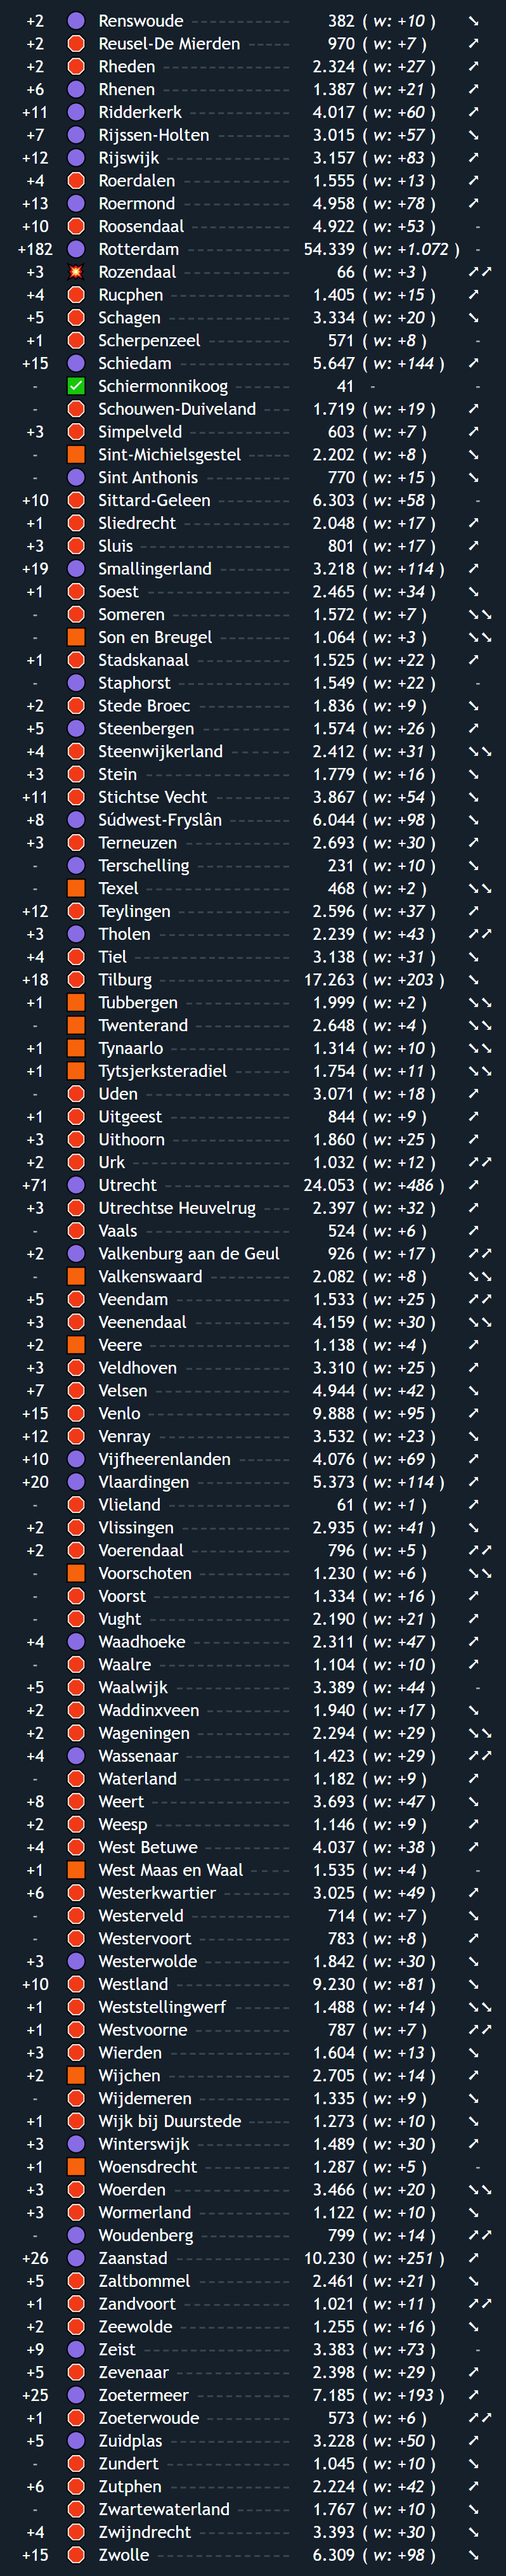 +2 Renswoude 382 ( w: +10 ) ➘
+2 Reusel-De Mierden 970 ( w: +7 ) ➚
+2 Rheden 2.324 ( w: +27 ) ➚
+6 Rhenen 1.387 ( w: +21 ) ➚
+11 Ridderkerk 4.017 ( w: +60 ) ➚
+7 Rijssen-Holten 3.015 ( w: +57 ) ➘
+12 Rijswijk 3.157 ( w: +83 ) ➚
+4 Roerdalen 1.555 ( w: +13 ) ➚
+13 Roermond 4.958 ( w: +78 ) ➚
+10 Roosendaal 4.922 ( w: +53 ) -
+182 Rotterdam 54.339 ( w: +1.072 ) -
+3 Rozendaal 66 ( w: +3 ) ➚➚
+4 Rucphen 1.405 ( w: +15 ) ➚
+5 Schagen 3.334 ( w: +20 ) ➘
+1 Scherpenzeel 571 ( w: +8 ) -
+15 Schiedam 5.647 ( w: +144 ) ➚
- Schiermonnikoog 41 - -
- Schouwen-Duiveland 1.719 ( w: +19 ) ➚
+3 Simpelveld 603 ( w: +7 ) ➚
- Sint-Michielsgestel 2.202 ( w: +8 ) ➘
- Sint Anthonis 770 ( w: +15 ) ➘
+10 Sittard-Geleen 6.303 ( w: +58 ) -
+1 Sliedrecht 2.048 ( w: +17 ) ➚
+3 Sluis 801 ( w: +17 ) ➚
+19 Smallingerland 3.218 ( w: +114 ) ➚
+1 Soest 2.465 ( w: +34 ) ➘
- Someren 1.572 ( w: +7 ) ➘➘
- Son en Breugel 1.064 ( w: +3 ) ➘➘
+1 Stadskanaal 1.525 ( w: +22 ) ➚
- Staphorst 1.549 ( w: +22 ) -
+2 Stede Broec 1.836 ( w: +9 ) ➘
+5 Steenbergen 1.574 ( w: +26 ) ➚
+4 Steenwijkerland 2.412 ( w: +31 ) ➘➘
+3 Stein 1.779 ( w: +16 ) ➘
+11 Stichtse Vecht 3.867 ( w: +54 ) ➘
+8 Súdwest-Fryslân 6.044 ( w: +98 ) ➘
+3 Terneuzen 2.693 ( w: +30 ) ➚
- Terschelling 231 ( w: +10 ) ➘
- Texel 468 ( w: +2 ) ➘➘
+12 Teylingen 2.596 ( w: +37 ) ➚
+3 Tholen 2.239 ( w: +43 ) ➚➚
+4 Tiel 3.138 ( w: +31 ) ➘
+18 Tilburg 17.263 ( w: +203 ) ➘
+1 Tubbergen 1.999 ( w: +2 ) ➘➘
- Twenterand 2.648 ( w: +4 ) ➘➘
+1 Tynaarlo 1.314 ( w: +10 ) ➘➘
+1 Tytsjerksteradiel 1.754 ( w: +11 ) ➘➘
- Uden 3.071 ( w: +18 ) ➚
+1 Uitgeest 844 ( w: +9 ) ➚
+3 Uithoorn 1.860 ( w: +25 ) ➚
+2 Urk 1.032 ( w: +12 ) ➚➚
+71 Utrecht 24.053 ( w: +486 ) ➚
+3 Utrechtse Heuvelrug 2.397 ( w: +32 ) ➚
- Vaals 524 ( w: +6 ) ➚
+2 Valkenburg aan de Geul 926 ( w: +17 ) ➚➚
- Valkenswaard 2.082 ( w: +8 ) ➘➘
+5 Veendam 1.533 ( w: +25 ) ➚➚
+3 Veenendaal 4.159 ( w: +30 ) ➘➘
+2 Veere 1.138 ( w: +4 ) ➚
+3 Veldhoven 3.310 ( w: +25 ) ➚
+7 Velsen 4.944 ( w: +42 ) ➘
+15 Venlo 9.888 ( w: +95 ) ➚
+12 Venray 3.532 ( w: +23 ) ➘
+10 Vijfheerenlanden 4.076 ( w: +69 ) ➚
+20 Vlaardingen 5.373 ( w: +114 ) ➚
- Vlieland 61 ( w: +1 ) ➚
+2 Vlissingen 2.935 ( w: +41 ) ➘
+2 Voerendaal 796 ( w: +5 ) ➚➚
- Voorschoten 1.230 ( w: +6 ) ➘➘
- Voorst 1.334 ( w: +16 ) ➚
- Vught 2.190 ( w: +21 ) ➚
+4 Waadhoeke 2.311 ( w: +47 ) ➚
- Waalre 1.104 ( w: +10 ) ➚
+5 Waalwijk 3.389 ( w: +44 ) -
+2 Waddinxveen 1.940 ( w: +17 ) ➘
+2 Wageningen 2.294 ( w: +29 ) ➘➘
+4 Wassenaar 1.423 ( w: +29 ) ➚➚
- Waterland 1.182 ( w: +9 ) ➚
+8 Weert 3.693 ( w: +47 ) ➘
+2 Weesp 1.146 ( w: +9 ) ➚
+4 West Betuwe 4.037 ( w: +38 ) ➚
+1 West Maas en Waal 1.535 ( w: +4 ) -
+6 Westerkwartier 3.025 ( w: +49 ) ➚
- Westerveld 714 ( w: +7 ) ➘
- Westervoort 783 ( w: +8 ) ➚
+3 Westerwolde 1.842 ( w: +30 ) ➘
+10 Westland 9.230 ( w: +81 ) ➘
+1 Weststellingwerf 1.488 ( w: +14 ) ➘➘
+1 Westvoorne 787 ( w: +7 ) ➚➚
+3 Wierden 1.604 ( w: +13 ) ➘
+2 Wijchen 2.705 ( w: +14 ) ➚
- Wijdemeren 1.335 ( w: +9 ) ➘
+1 Wijk bij Duurstede 1.273 ( w: +10 ) ➘
+3 Winterswijk 1.489 ( w: +30 ) ➚
+1 Woensdrecht 1.287 ( w: +5 ) -
+3 Woerden 3.466 ( w: +20 ) ➘➘
+3 Wormerland 1.122 ( w: +10 ) ➘
- Woudenberg 799 ( w: +14 ) ➚➚
+26 Zaanstad 10.230 ( w: +251 ) ➚
+5 Zaltbommel 2.461 ( w: +21 ) ➘
+1 Zandvoort 1.021 ( w: +11 ) ➚➚
+2 Zeewolde 1.255 ( w: +16 ) ➘
+9 Zeist 3.383 ( w: +73 ) -
+5 Zevenaar 2.398 ( w: +29 ) ➚
+25 Zoetermeer 7.185 ( w: +193 ) ➚
+1 Zoeterwoude 573 ( w: +6 ) ➚➚
+5 Zuidplas 3.228 ( w: +50 ) ➚
- Zundert 1.045 ( w: +10 ) ➘
+6 Zutphen 2.224 ( w: +42 ) ➚
- Zwartewaterland 1.767 ( w: +10 ) ➘
+4 Zwijndrecht 3.393 ( w: +30 ) ➘
+15 Zwolle 6.309 ( w: +98 ) ➘